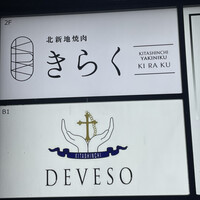 2F
北新地焼肉
きらく
KITASHINCHI
YAKINIKU
KI RA KU
B1
KITASHINCHI
DEVESO